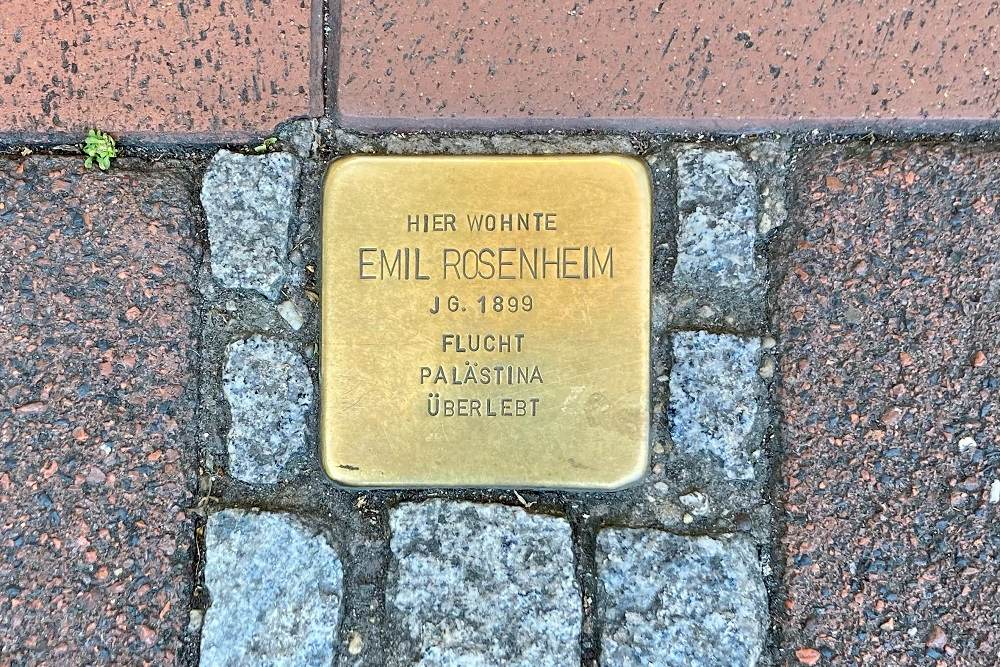 HIER WOHNTE
EMIL ROSENHEIM
JG. 1899
FLUCHT
PALÄSTINA
ÜBERLEBT